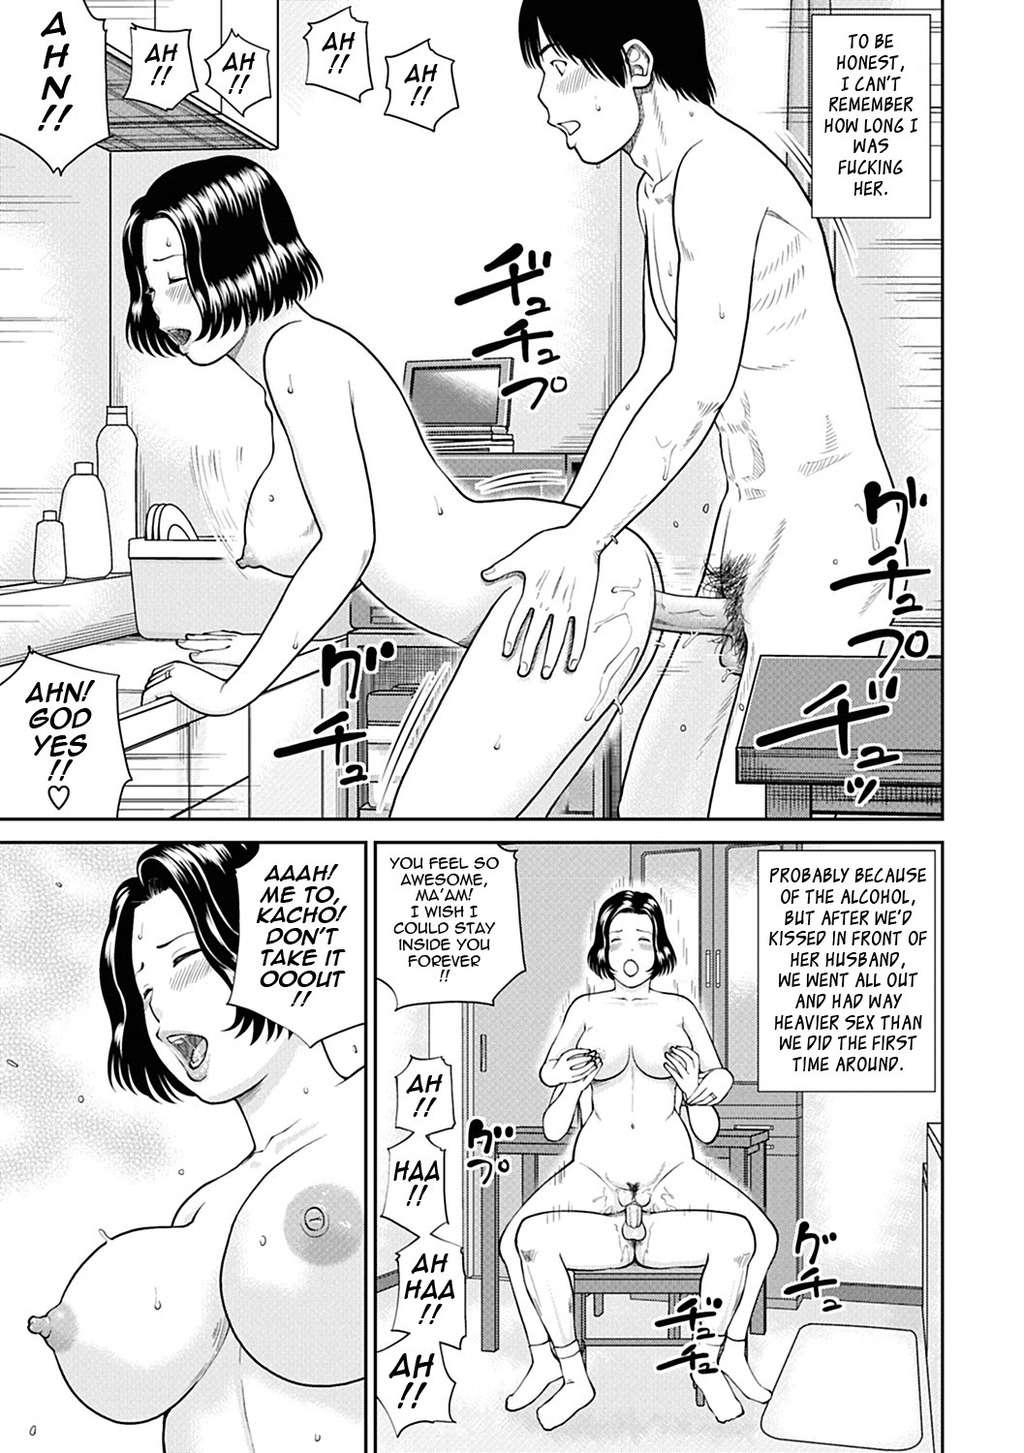 TO BE
HONEST,
I CAN'T
REMEMBER
HOW LONG I
WAS
FUCKING
HER.
AH
!!
AH
!!
AH
!!
AH
!!
AHN!!
ヂュ
チュプ
グチュプ
ヂュッ
グチュ
AHN!
GOD
YES
!!
♡
PROBABLY BECAUSE
OF THE ALCOHOL,
BUT AFTER WE'D
KISSED IN FRONT OF
HER HUSBAND,
WE WENT ALL OUT
AND HAD WAY
HEAVIER SEX THAN
WE DID THE FIRST
TIME AROUND.
YOU FEEL SO
AWESOME,
MA'AM!
I WISH I
COULD STAY
INSIDE YOU
FOREVER
!!
グプ
グチュ
ヂュチュ
AAAH!
ME TO,
KACHO!
DON'T
TAKE IT
OOOUT
AH
!!
HAA
!!
AH
HAA
!!
AH
!!